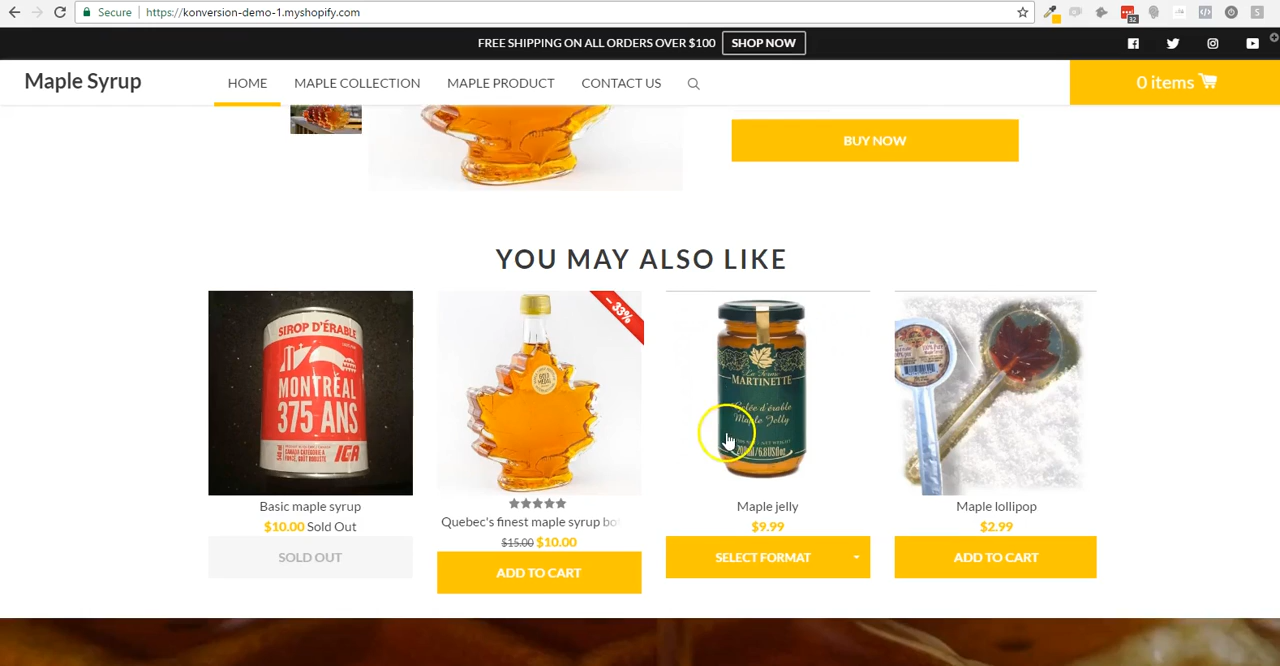 Secure https://konversion-demo-1.myshopify.com
32
FREE SHIPPING ON ALL ORDERS OVER $100 SHOP NOW
Maple Syrup HOME MAPLE COLLECTION MAPLE PRODUCT CONTACT US 0 items
BUY NOW
YOU MAY ALSO LIKE
SIROP D'ÉRABLE
MONTRÉAL
375 ANS
IGA
- 33%
GOLD
MEDAL
La Ferme
MARTINETTE
Gelée d'érable
Maple Jelly
Basic maple syrup
$10.00 Sold Out
SOLD OUT
Quebec's finest maple syrup bo
$15.00 $10.00
ADD TO CART
Maple jelly
$9.99
SELECT FORMAT
Maple lollipop
$2.99
ADD TO CART